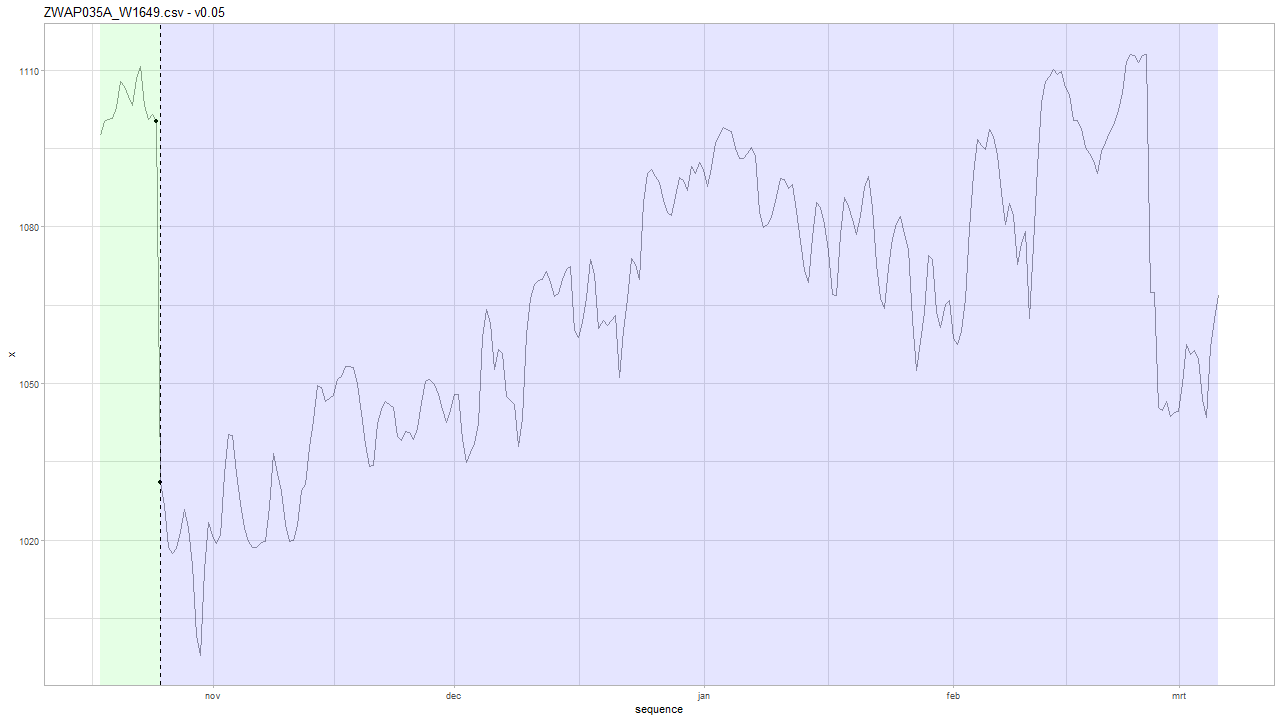 ZWAP035A_W1649.csv - v0.05
1110
1080
1050
1020
x
nov
dec
jan
feb
mrt
sequence